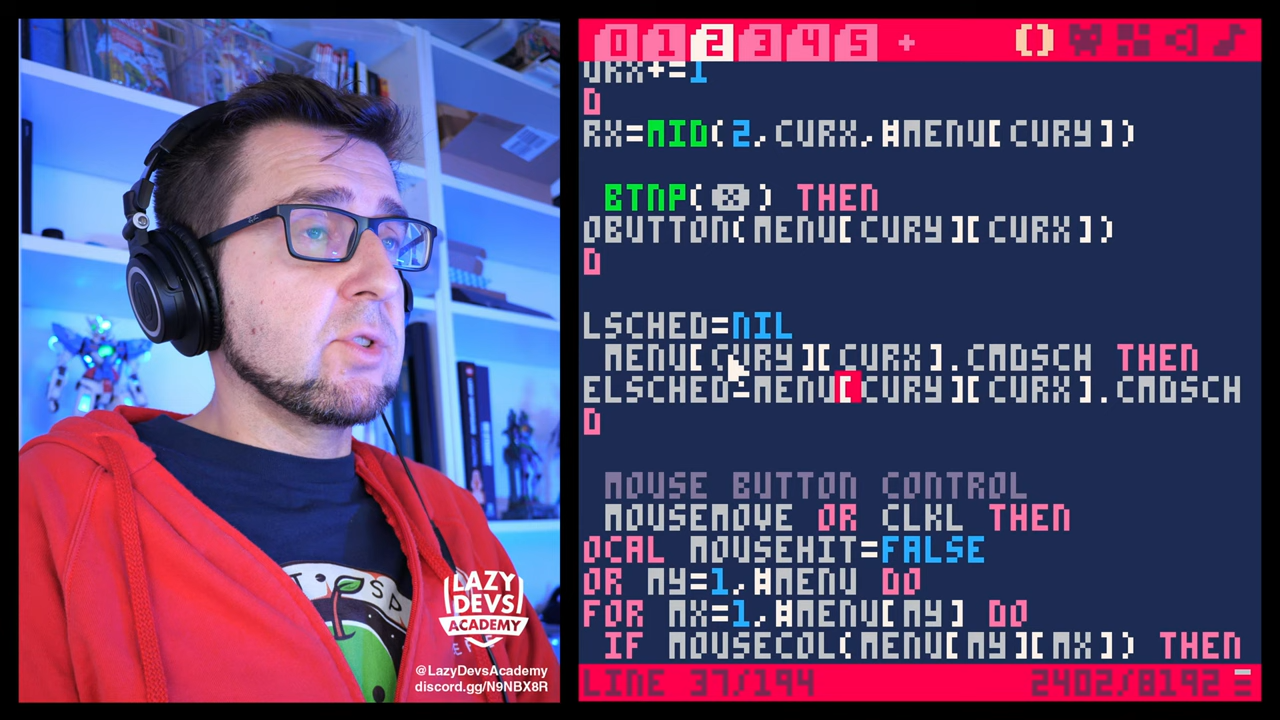 0 1 2 3 4 5 +
URX+=1
D
MX=MID(2,CURX,#MENU[CURY])
BTNP(❎) THEN
OBUTTON(MENU[CURY][CURX])
D
LSCHED=NIL
MENU[CURY][CURX].CMDSCH THEN
ELSCHED=MENU[CURY][CURX].CMDSCH
D
MOUSE BUTTON CONTROL
MOUSEMOVE OR CLKL THEN
OCAL MOUSEHIT=FALSE
OR MY=1,#MENU DO
FOR MX=1,#MENU[MY] DO
IF MOUSECOL(MENU[MY][MX]) THEN
LINE 37/194
2402/8192
LAZY
DEVS
ACADEMY
@LazyDevsAcademy
discord.gg/N9NBX8R